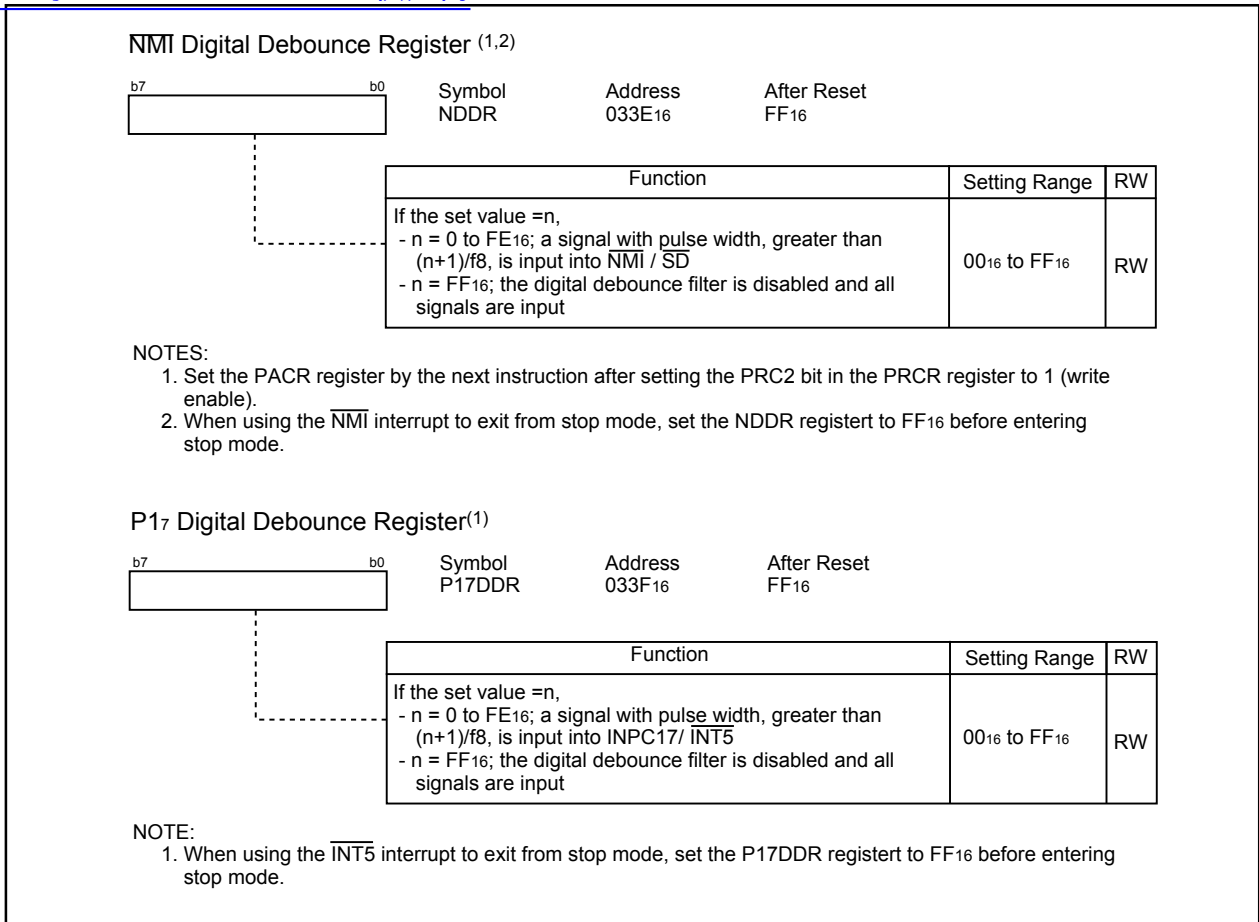 NMI Digital Debounce Register (1,2)
b7 b0
Symbol Address After Reset
NDDR 033E16 FF16
Function Setting Range RW
If the set value =n,
- n = 0 to FE16; a signal with pulse width, greater than
(n+1)/f8, is input into NMI / SD
- n = FF16; the digital debounce filter is disabled and all
signals are input
0016 to FF16 RW
NOTES:
1. Set the PACR register by the next instruction after setting the PRC2 bit in the PRCR register to 1 (write
enable).
2. When using the NMI interrupt to exit from stop mode, set the NDDR registert to FF16 before entering
stop mode.
P17 Digital Debounce Register(1)
b7 b0
Symbol Address After Reset
P17DDR 033F16 FF16
Function Setting Range RW
If the set value =n,
- n = 0 to FE16; a signal with pulse width, greater than
(n+1)/f8, is input into INPC17/ INT5
- n = FF16; the digital debounce filter is disabled and all
signals are input
0016 to FF16 RW
NOTE:
1. When using the INT5 interrupt to exit from stop mode, set the P17DDR registert to FF16 before entering
stop mode.